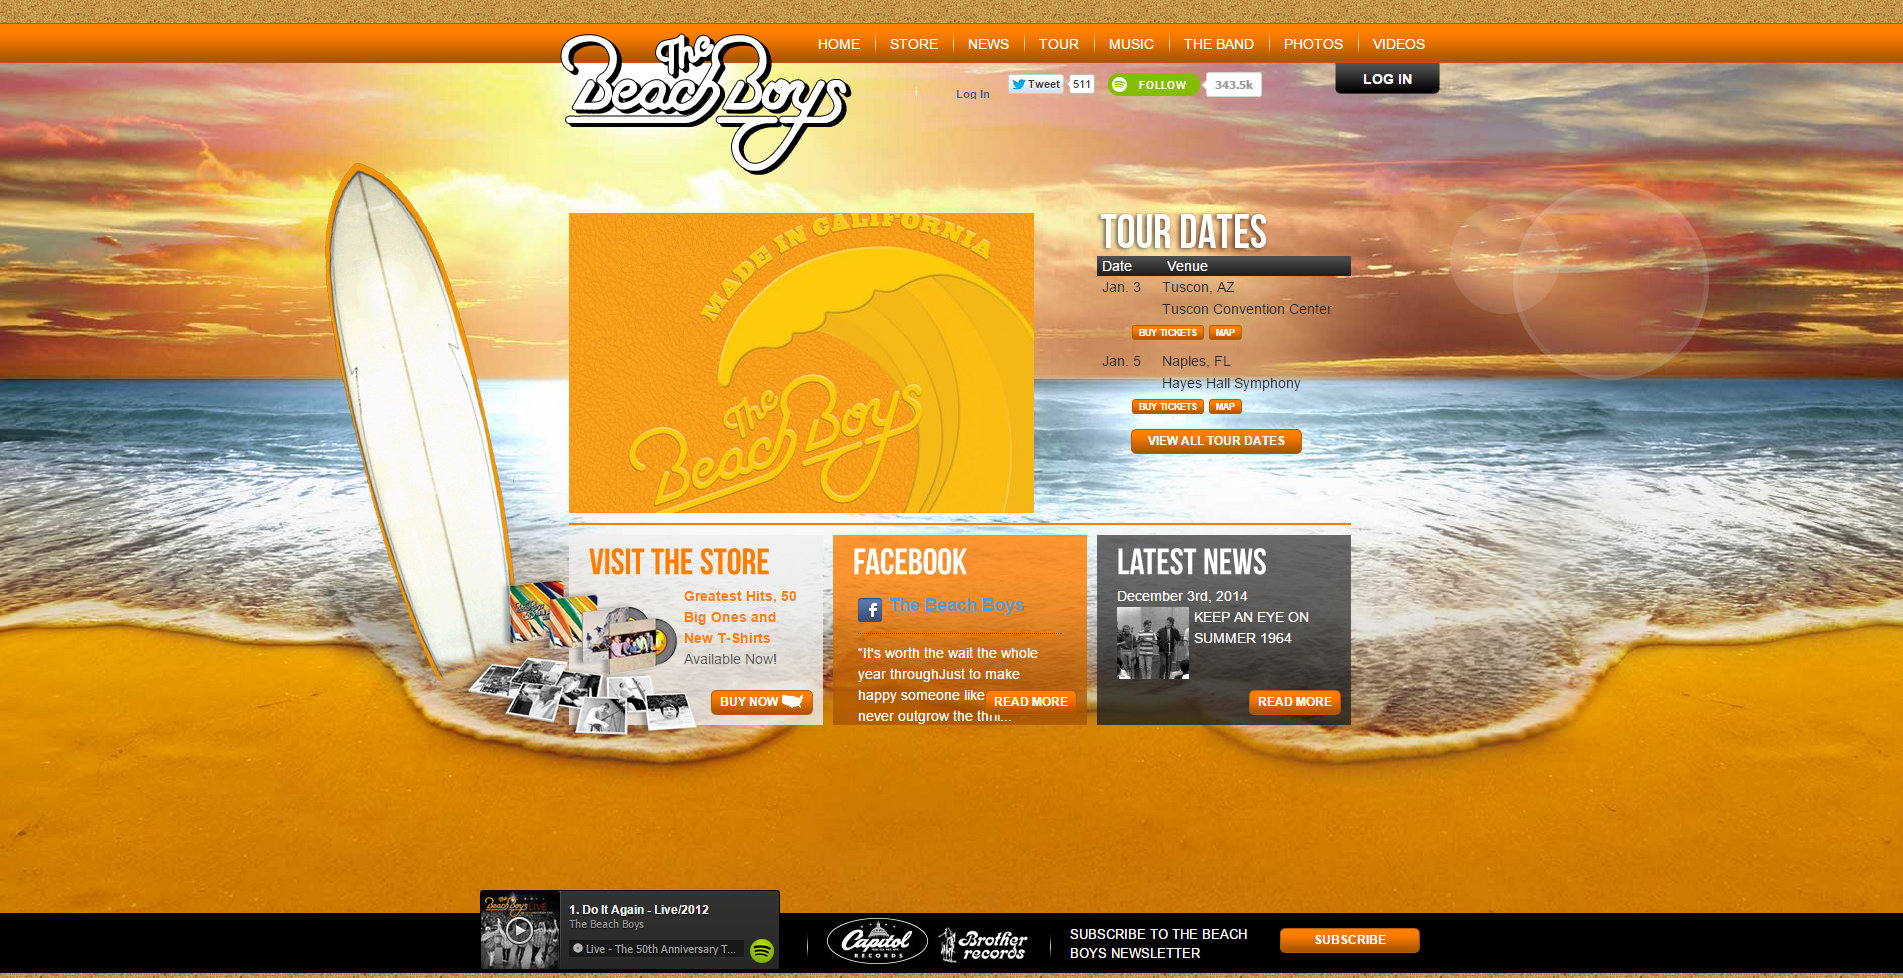 HOME
STORE
NEWS
TOUR
MUSIC
THE BAND
PHOTOS
VIDEOS
The
Beach Boys
Log In
Tweet
511
FOLLOW
343.5k
LOG IN
MADE IN CALIFORNIA
The
Beach Boys
TOUR DATES
Date Venue
Jan. 3 Tuscon, AZ
Tuscon Convention Center
BUY TICKETS MAP
Jan. 5 Naples, FL
Hayes Hall Symphony
BUY TICKETS MAP
VIEW ALL TOUR DATES
VISIT THE STORE
Greatest Hits, 50
Big Ones and
New T-Shirts
Available Now!
BUY NOW
FACEBOOK
f The Beach Boys
“It's worth the wait the whole
year throughJust to make
happy someone like
READ MORE
never outgrow the thri...
LATEST NEWS
December 3rd, 2014
KEEP AN EYE ON
SUMMER 1964
READ MORE
The
Beach Boys LIVE
1. Do It Again - Live/2012
The Beach Boys
Live - The 50th Anniversary T...
Capitol
RECORDS
Brother
records
SUBSCRIBE TO THE BEACH
BOYS NEWSLETTER
SUBSCRIBE